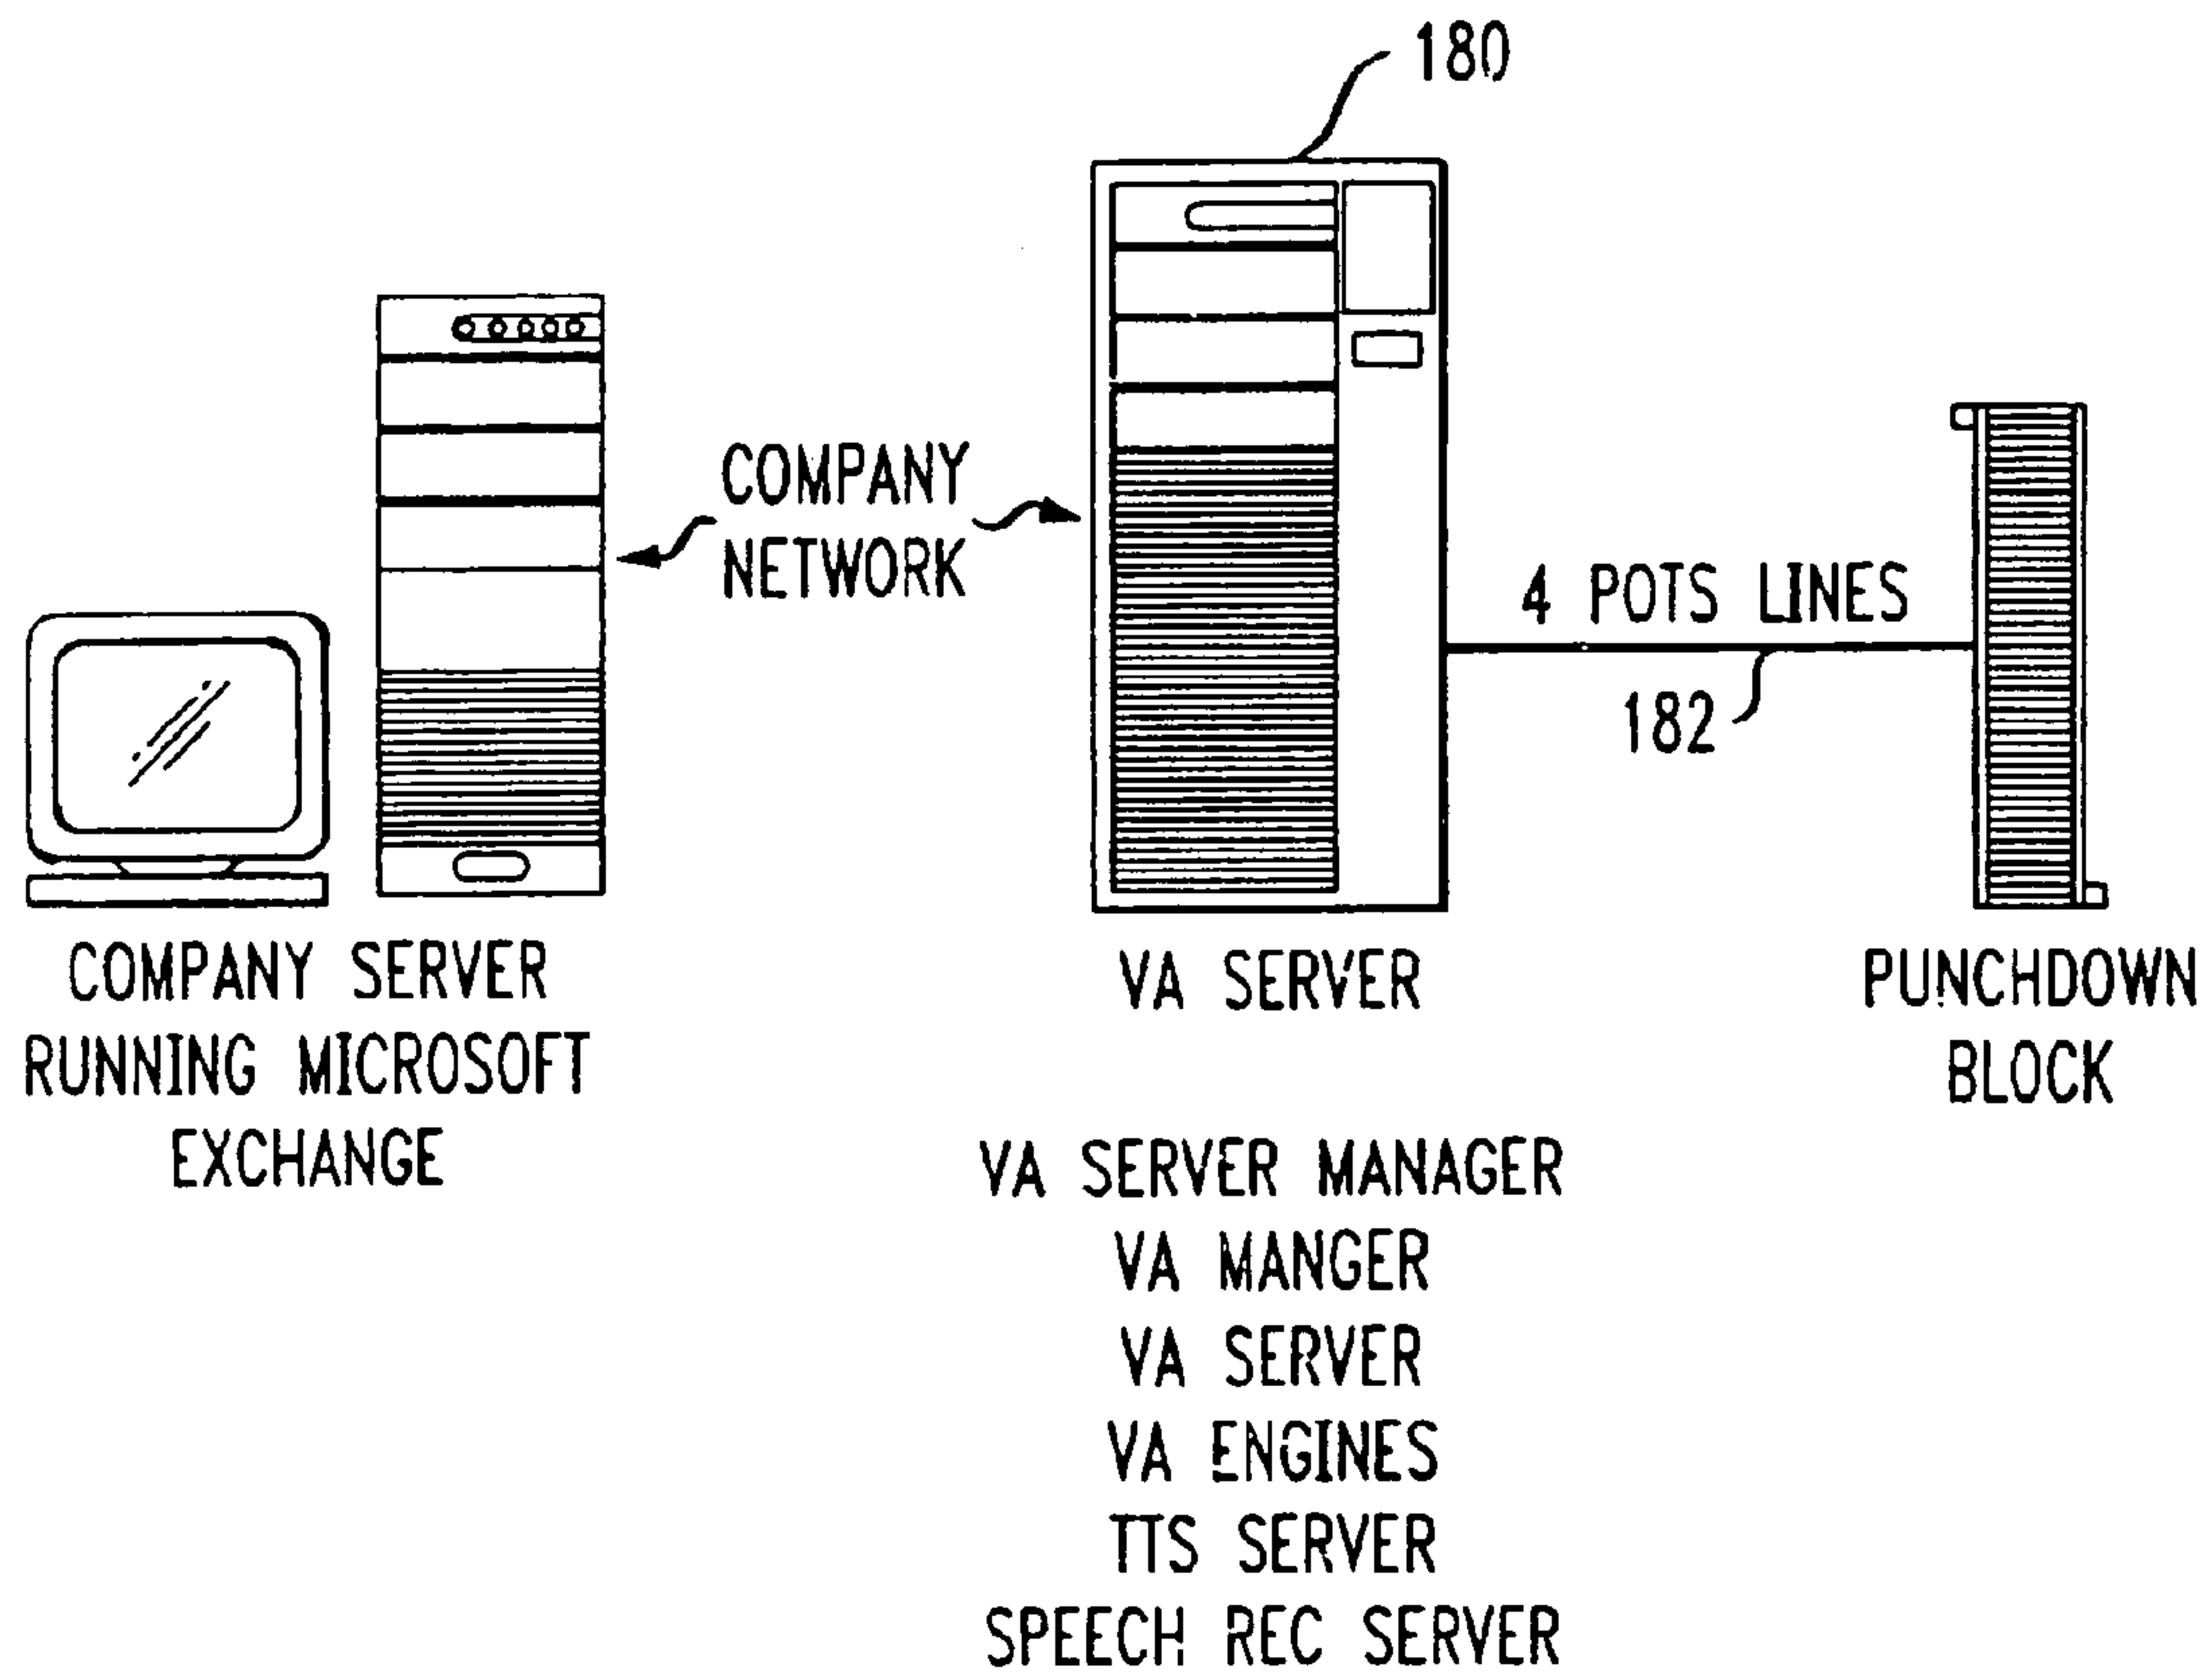 180
COMPANY
NETWORK
4 POTS LINES
182
COMPANY SERVER
RUNNING MICROSOFT
EXCHANGE
VA SERVER
PUNCHDOWN
BLOCK
VA SERVER MANAGER
VA MANGER
VA SERVER
VA ENGINES
TTS SERVER
SPEECH REC SERVER